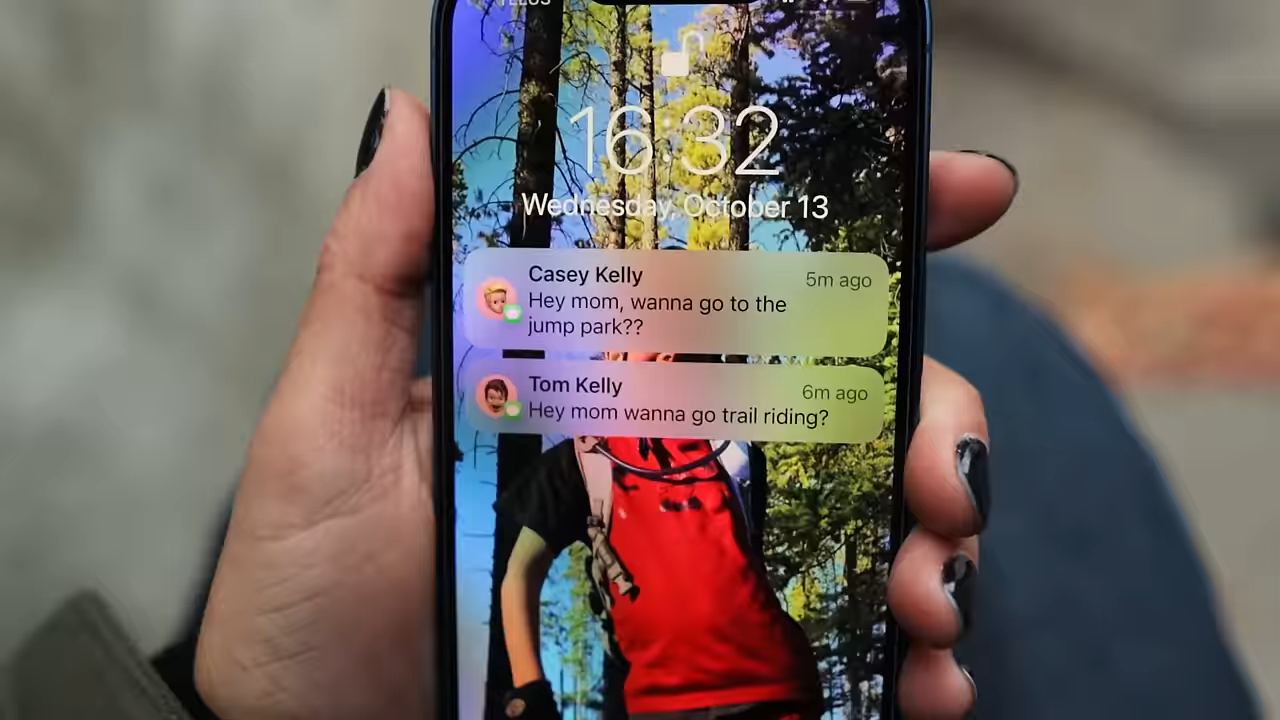 TELUS
16:32
Wednesday, October 13
Casey Kelly
5m ago
Hey mom, wanna go to the
jump park??
Tom Kelly
6m ago
Hey mom wanna go trail riding?